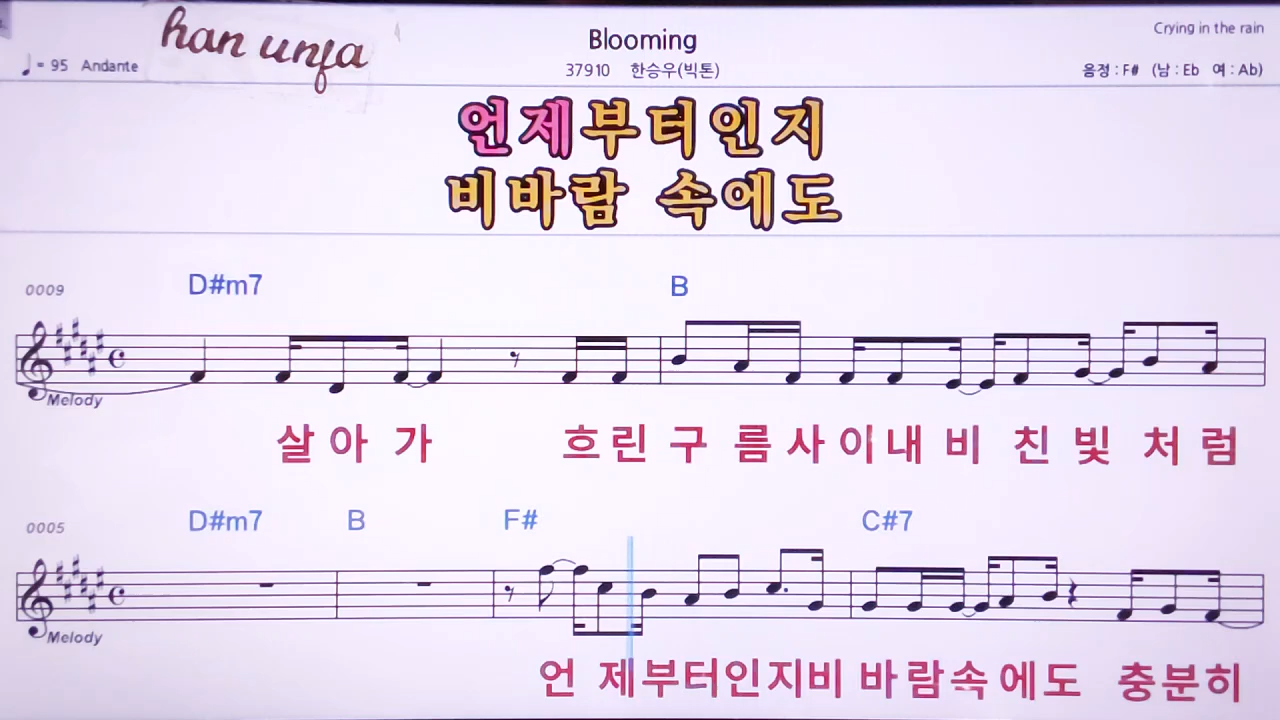 han unfa
Blooming
Crying in the rain
♩ = 95 Andante
37910 한승우(빅톤)
음정 : F# (남 : Eb 여 : Ab)
언제부터인지
비바람 속에도
0009
D#m7 B
Melody
살 아 가 흐린 구 름 사 이 내 비 친 빛 처 럼
0005
D#m7 B F# C#7
Melody
언 제부터인지비 바람속에도 충분히